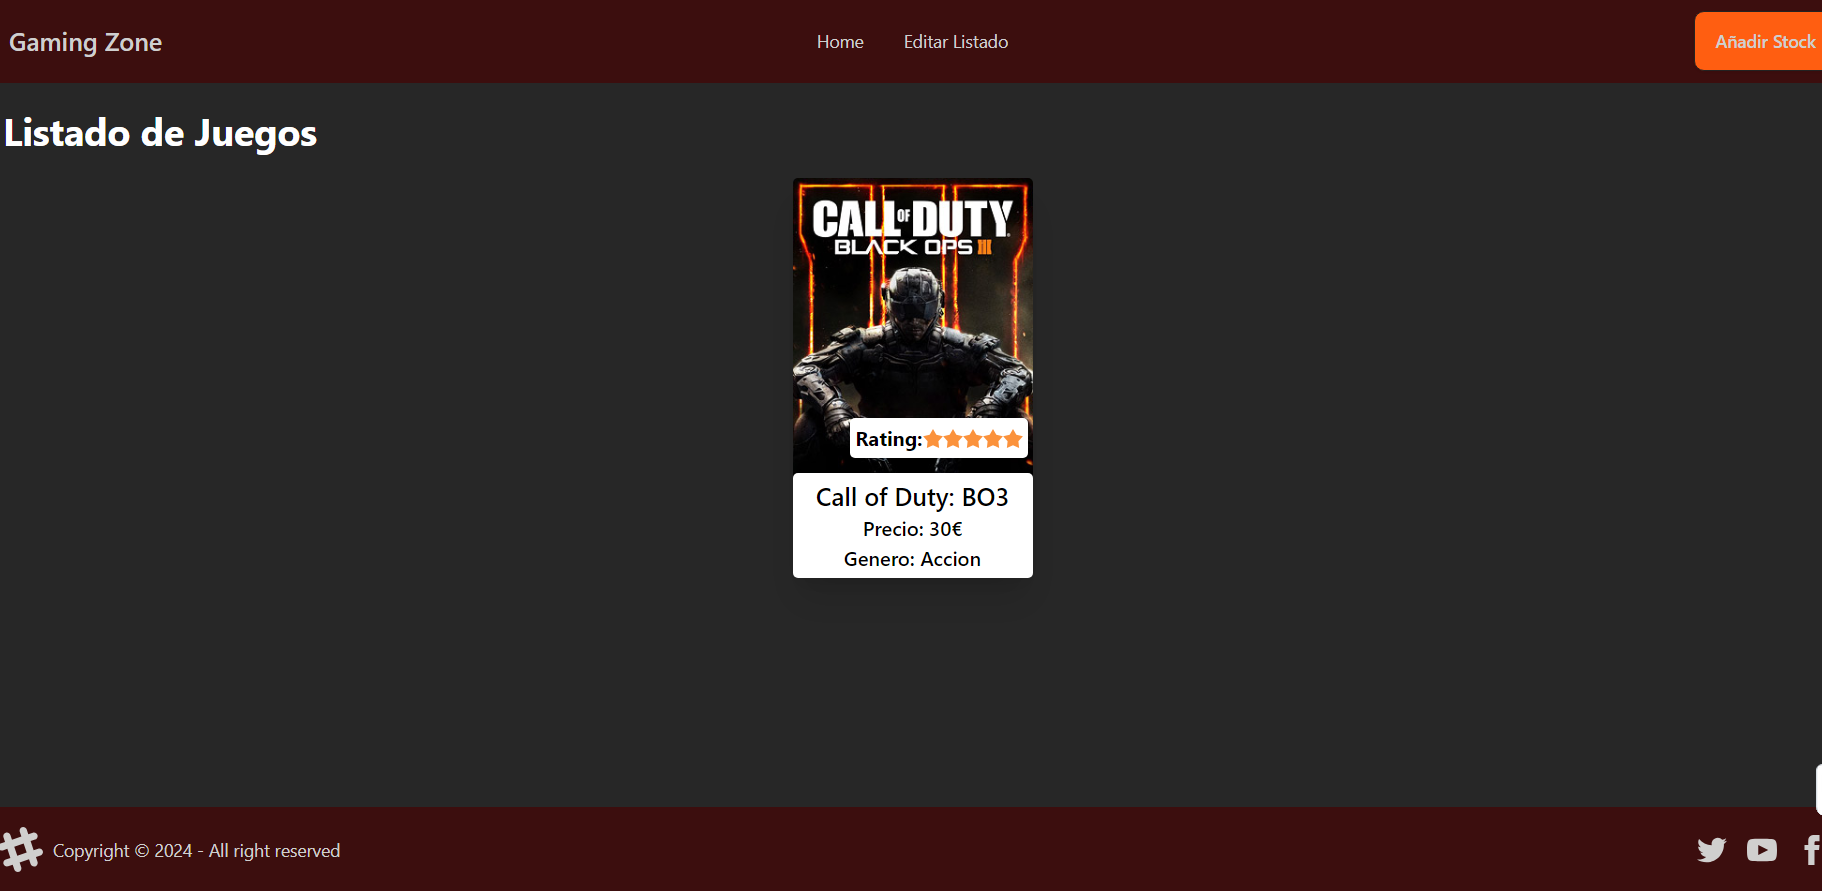 Gaming Zone
Home
Editar Listado
Añadir Stock
Listado de Juegos
CALL OF DUTY
BLACK OPS III
Rating:
Call of Duty: BO3
Precio: 30€
Genero: Accion
Copyright © 2024 - All right reserved